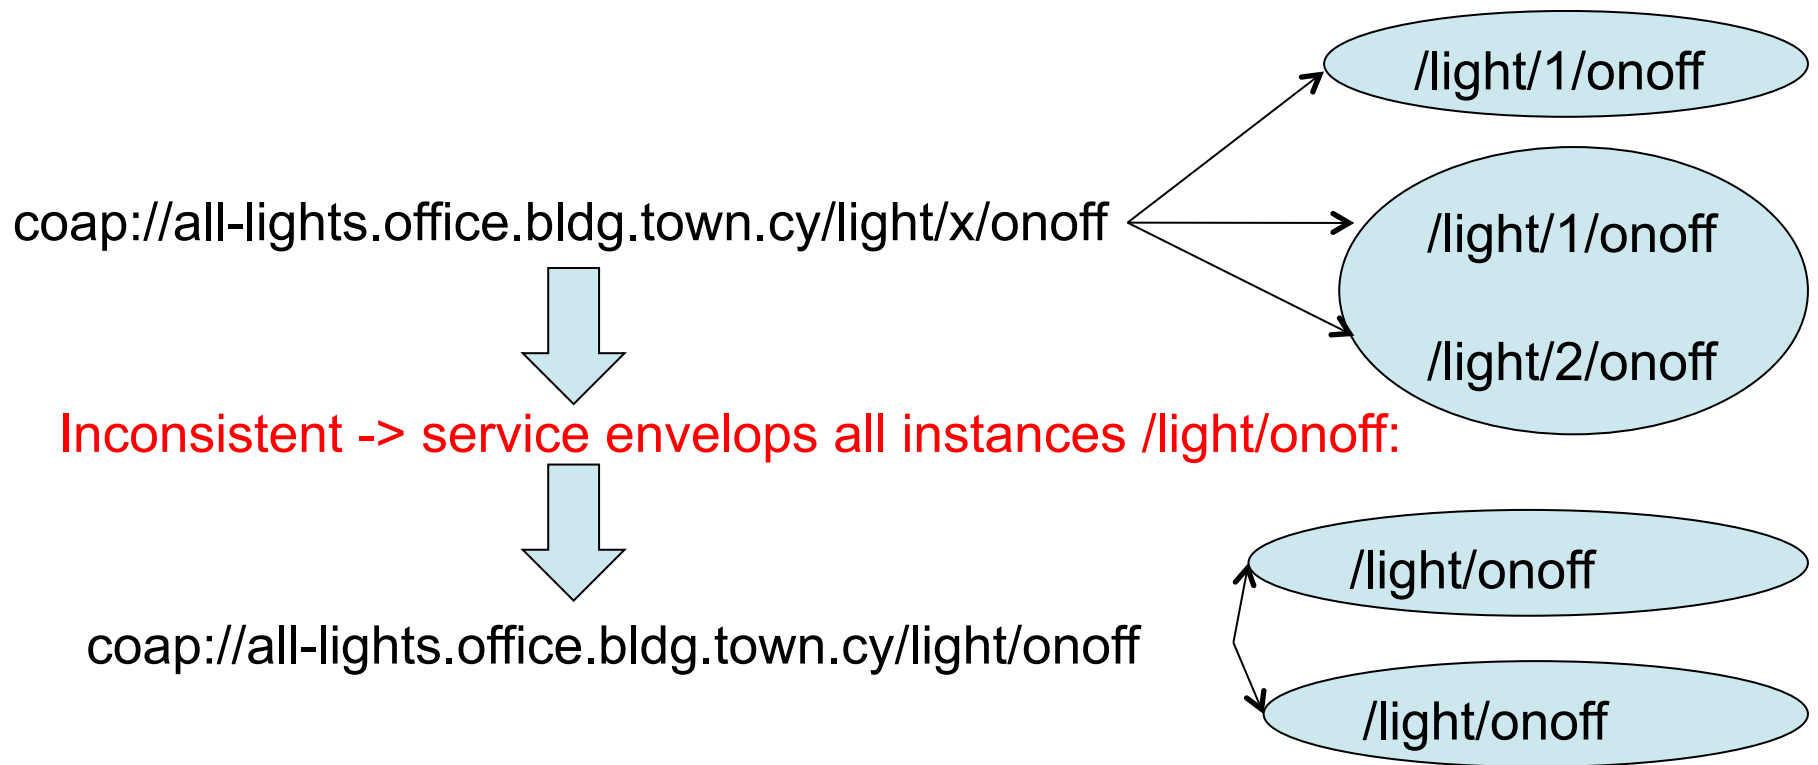 /light/1/onoff
coap://all-lights.office.bldg.town.cy/light/x/onoff
/light/1/onoff
/light/2/onoff
Inconsistent -> service envelops all instances /light/onoff:
/light/onoff
coap://all-lights.office.bldg.town.cy/light/onoff
/light/onoff